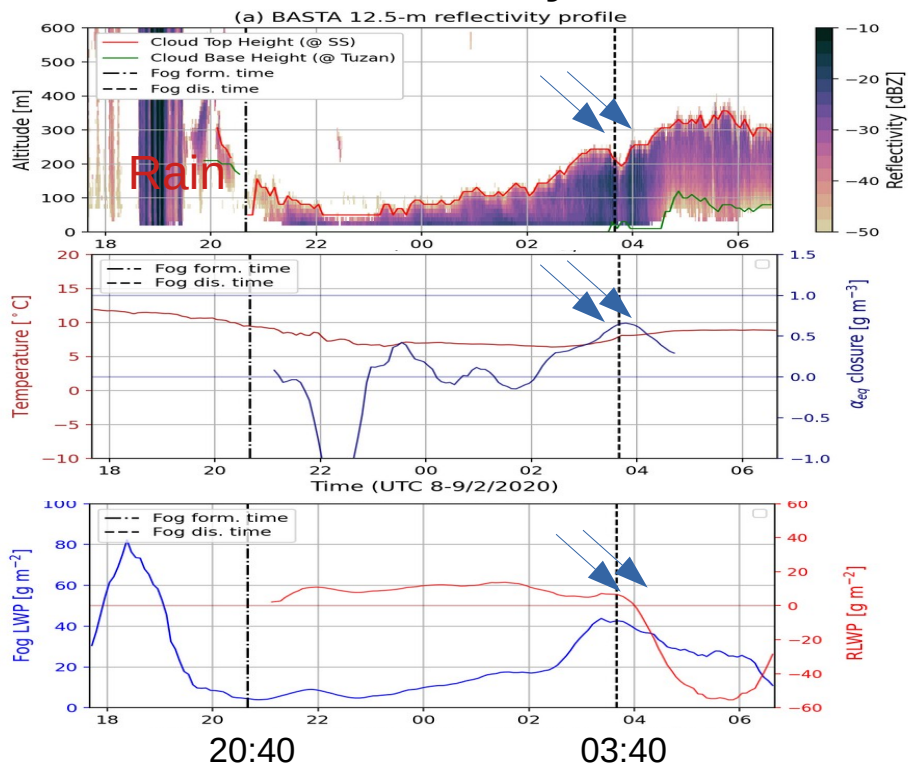 (a) BASTA 12.5-m reflectivity profile
600
500
400
300
200
100
0
Altitude [m]
Cloud Top Height (@ SS)
Cloud Base Height (@ Tuzan)
Fog form. time
Fog dis. time
Rain
18 20 22 00 02 04 06
−10
−20
−30
−40
−50
Reflectivity [dBZ]
20
15
10
5
0
−5
−10
Temperature [°C]
Fog form. time
Fog dis. time
1.5
1.0
0.5
0.0
−0.5
−1.0
αeq closure [g m−3]
18 20 22 00 02 04 06
Time (UTC 8-9/2/2020)
100
80
60
40
20
0
Fog LWP [g m−2]
Fog form. time
Fog dis. time
60
40
20
0
−20
−40
−60
RLWP [g m−2]
18 20 22 00 02 04 06
20:40 03:40